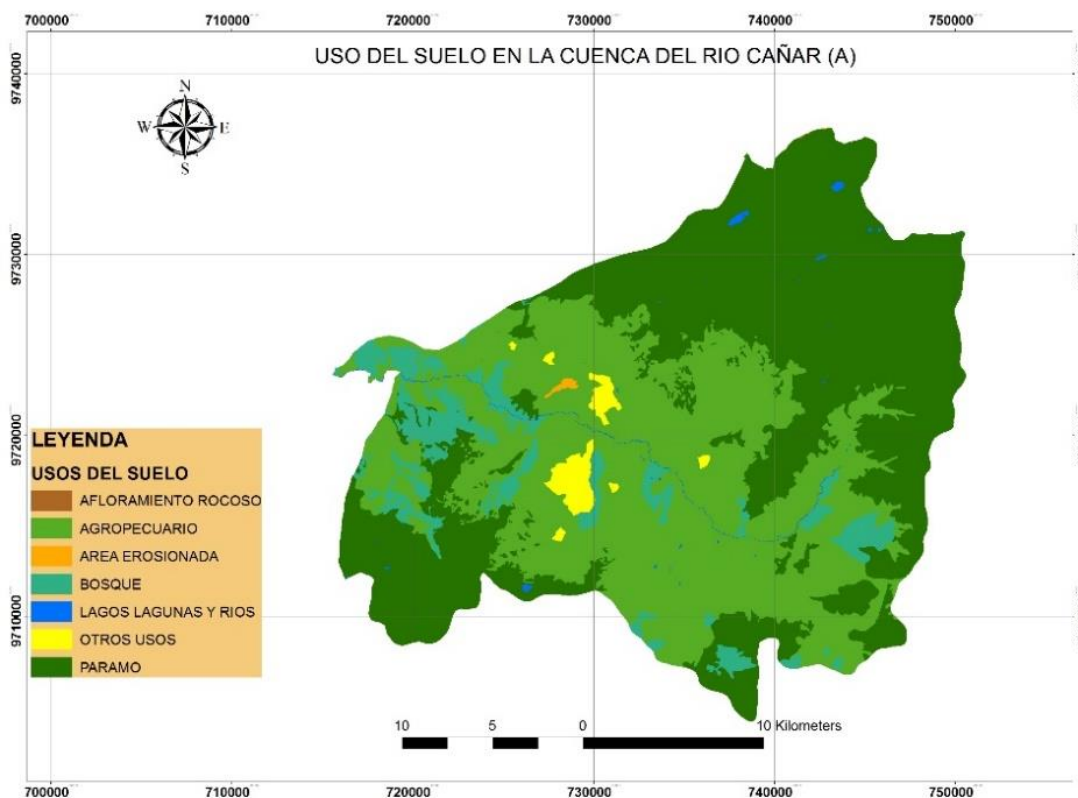 700000 710000 720000 730000 740000 750000
USO DEL SUELO EN LA CUENCA DEL RIO CAÑAR (A)
N
W E
S
9740000
9730000
9720000
9710000
LEYENDA
USOS DEL SUELO
AFLORAMIENTO ROCOSO
AGROPECUARIO
AREA EROSIONADA
BOSQUE
LAGOS LAGUNAS Y RIOS
OTROS USOS
PARAMO
10 5 0 10 Kilometers
700000 710000 720000 730000 740000 750000